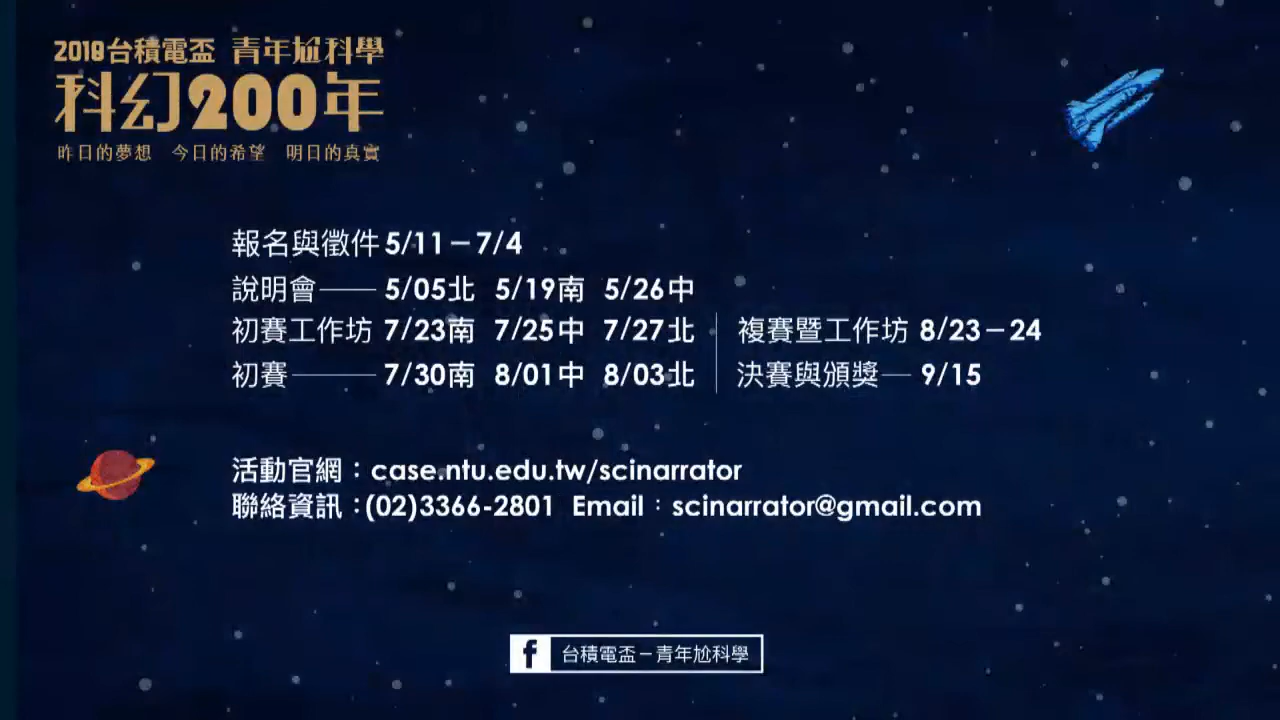 2018台積電盃 青年尬科學
科幻200年
昨日的夢想 今日的希望 明日的真實
報名與徵件 5/11－7/4
說明會—— 5/05北 5/19南 5/26中
初賽工作坊 7/23南 7/25中 7/27北
初賽——— 7/30南 8/01中 8/03北
複賽暨工作坊 8/23－24
決賽與頒獎— 9/15
活動官網：case.ntu.edu.tw/scinarrator
聯絡資訊：(02)3366-2801 Email：scinarrator@gmail.com
f 台積電盃－青年尬科學